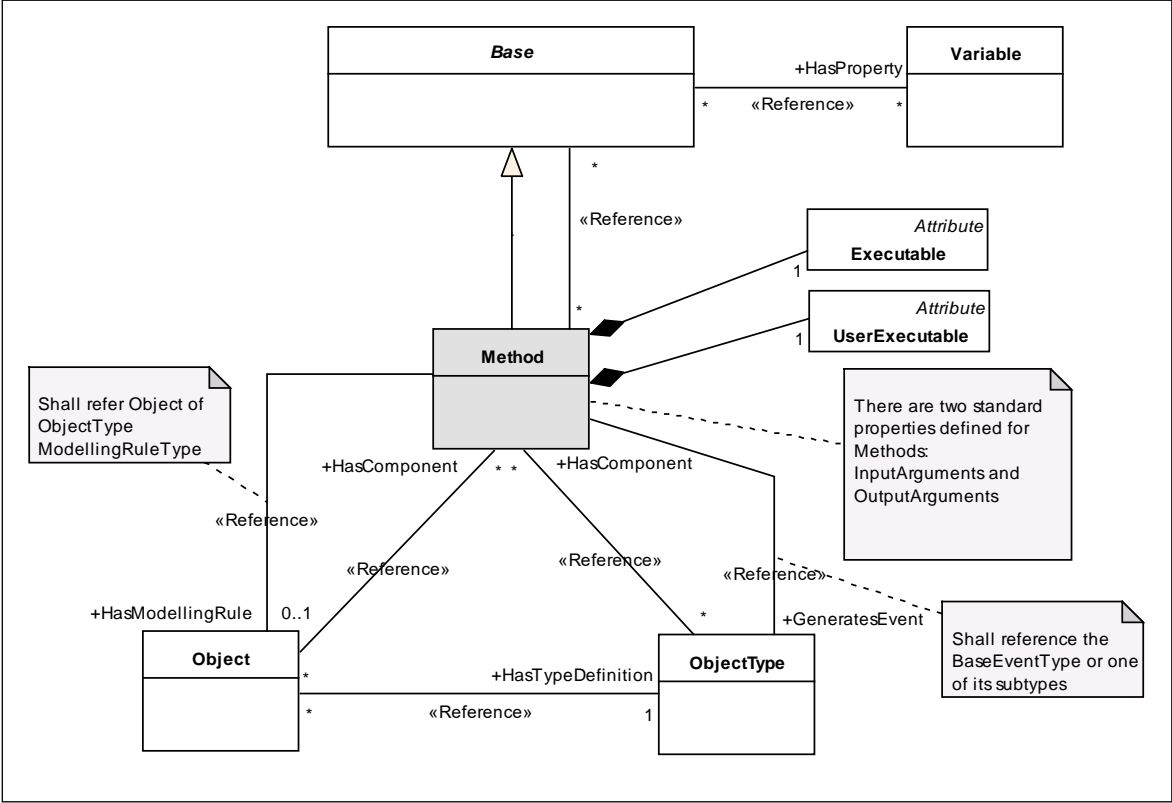 Base
Variable
+HasProperty
*
«Reference»
*
*
«Reference»
*
Attribute
Executable
1
Attribute
UserExecutable
1
Method
Shall refer Object of
ObjectType
ModellingRuleType
There are two standard
properties defined for
Methods:
InputArguments and
OutputArguments
+HasComponent
*
*
+HasComponent
«Reference»
«Reference»
«Reference»
«Reference»
+HasModellingRule
0..1
*
+GeneratesEvent
Shall reference the
BaseEventType or one
of its subtypes
Object
ObjectType
*
+HasTypeDefinition
*
«Reference»
1